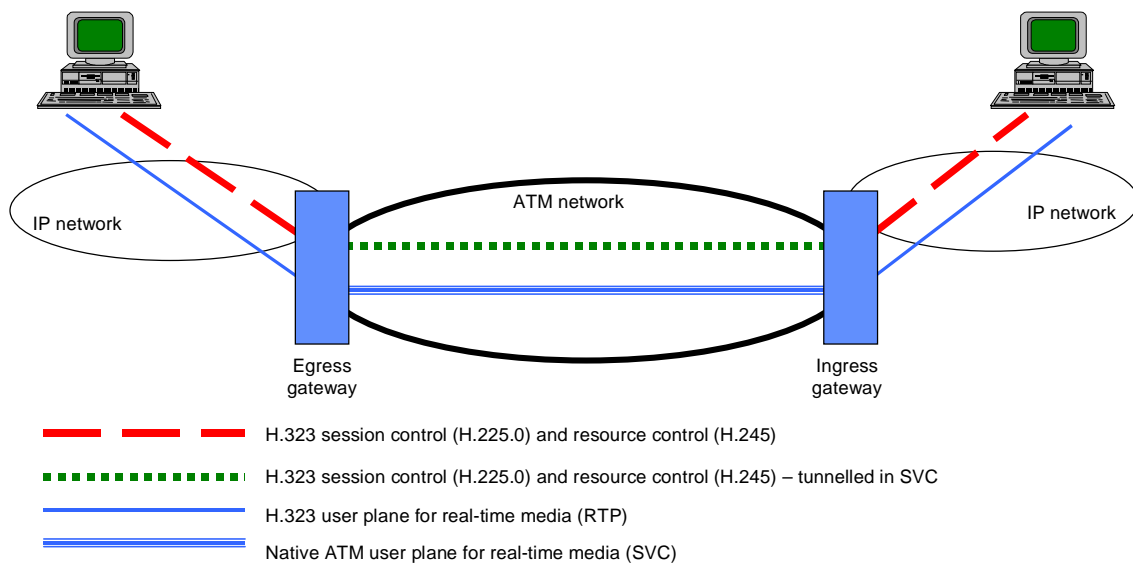 ATM network
IP network
IP network
Egress
gateway
Ingress
gateway
H.323 session control (H.225.0) and resource control (H.245)
H.323 session control (H.225.0) and resource control (H.245) – tunnelled in SVC
H.323 user plane for real-time media (RTP)
Native ATM user plane for real-time media (SVC)